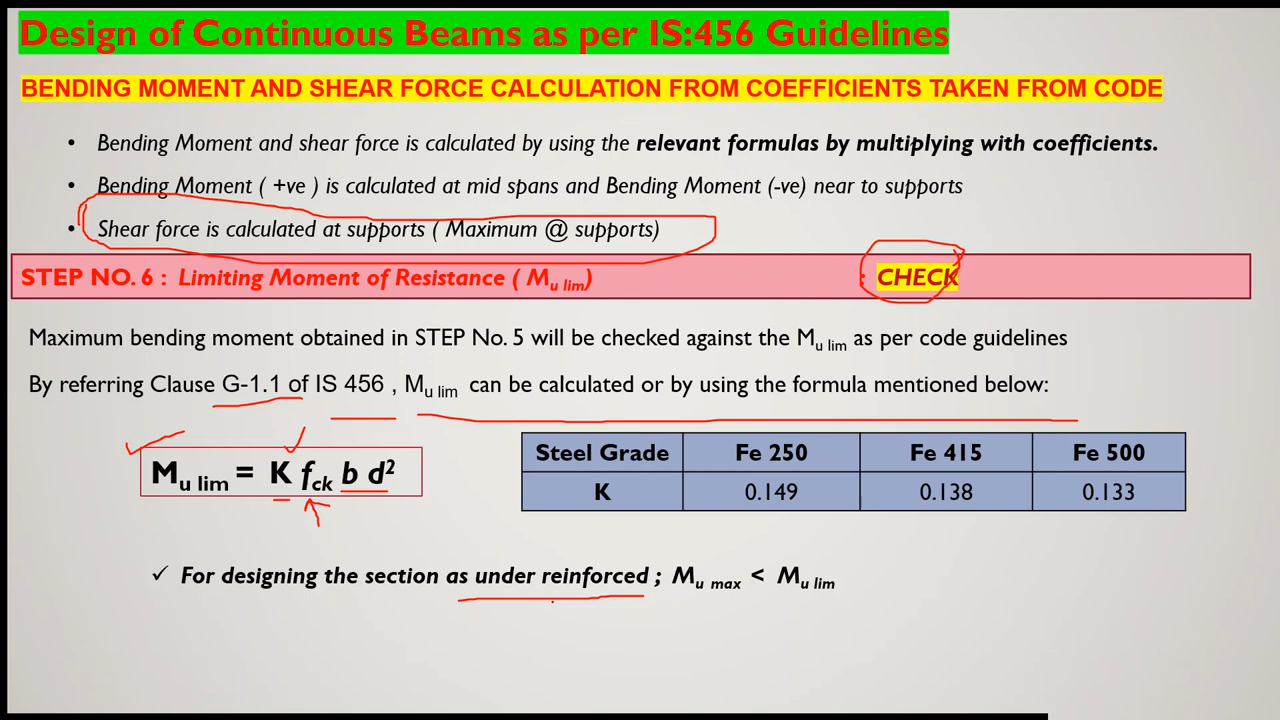 Design of Continuous Beams as per IS:456 Guidelines
BENDING MOMENT AND SHEAR FORCE CALCULATION FROM COEFFICIENTS TAKEN FROM CODE
• Bending Moment and shear force is calculated by using the relevant formulas by multiplying with coefficients.
• Bending Moment ( +ve ) is calculated at mid spans and Bending Moment (-ve) near to supports
• Shear force is calculated at supports ( Maximum @ supports)
STEP NO. 6 : Limiting Moment of Resistance ( Mu lim) : CHECK
Maximum bending moment obtained in STEP No. 5 will be checked against the Mu lim as per code guidelines
By referring Clause G-1.1 of IS 456 , Mu lim can be calculated or by using the formula mentioned below:
Mu lim = K fck b d²
Steel Grade Fe 250 Fe 415 Fe 500
K 0.149 0.138 0.133
✓ For designing the section as under reinforced ; Mu max < Mu lim